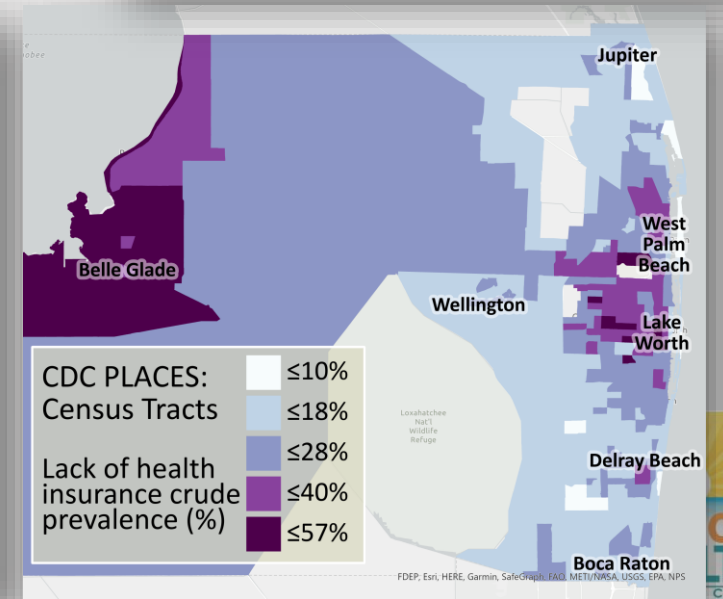 Jupiter
West
Palm
Beach
Belle Glade
Wellington
Lake
Worth
CDC PLACES:
Census Tracts
Lack of health
insurance crude
prevalence (%)
≤10%
≤18%
≤28%
≤40%
≤57%
Loxahatchee
Nat'l
Wildlife
Refuge
Delray Beach
Boca Raton
FDEP, Esri, HERE, Garmin, SafeGraph, FAO, METI/NASA, USGS, EPA, NPS